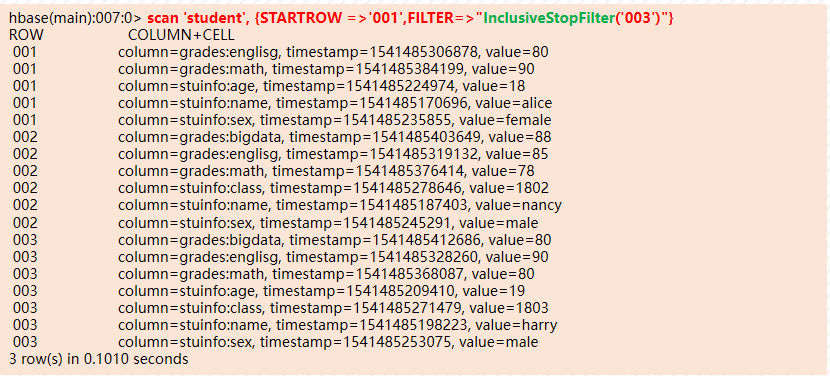 hbase(main):007:0> scan 'student', {STARTROW =>'001',FILTER=>"InclusiveStopFilter('003')"}
ROW COLUMN+CELL
001 column=grades:englisg, timestamp=1541485306878, value=80
001 column=grades:math, timestamp=1541485384199, value=90
001 column=stuinfo:age, timestamp=1541485224974, value=18
001 column=stuinfo:name, timestamp=1541485170696, value=alice
001 column=stuinfo:sex, timestamp=1541485235855, value=female
002 column=grades:bigdata, timestamp=1541485403649, value=88
002 column=grades:englisg, timestamp=1541485319132, value=85
002 column=grades:math, timestamp=1541485376414, value=78
002 column=stuinfo:class, timestamp=1541485278646, value=1802
002 column=stuinfo:name, timestamp=1541485187403, value=nancy
002 column=stuinfo:sex, timestamp=1541485245291, value=male
003 column=grades:bigdata, timestamp=1541485412686, value=80
003 column=grades:englisg, timestamp=1541485328260, value=90
003 column=grades:math, timestamp=1541485368087, value=80
003 column=stuinfo:age, timestamp=1541485209410, value=19
003 column=stuinfo:class, timestamp=1541485271479, value=1803
003 column=stuinfo:name, timestamp=1541485198223, value=harry
003 column=stuinfo:sex, timestamp=1541485253075, value=male
3 row(s) in 0.1010 seconds